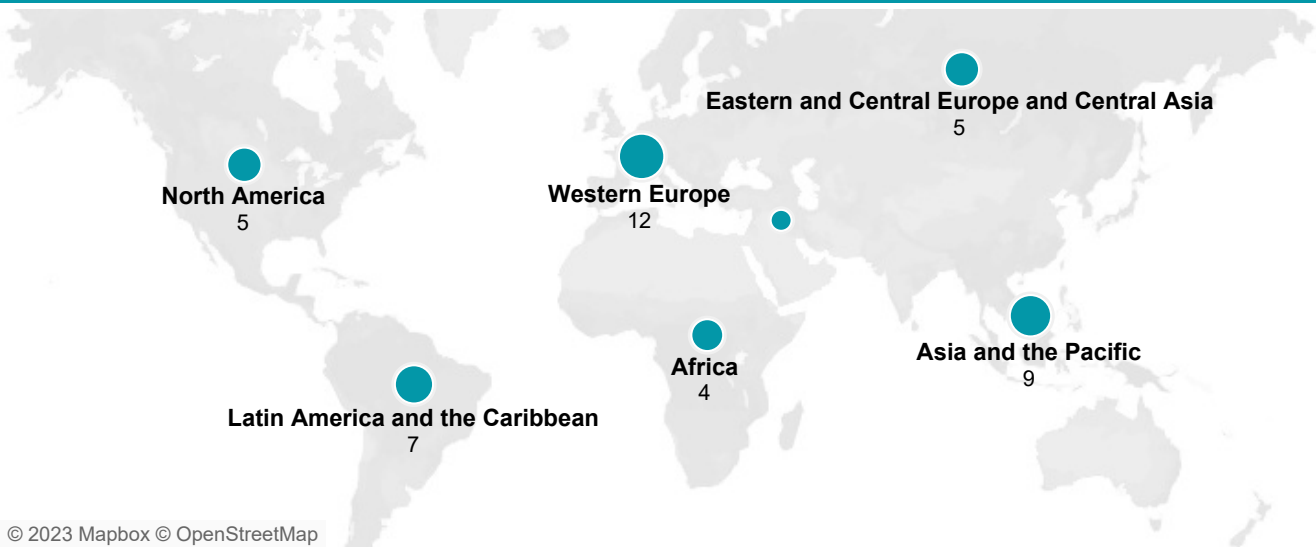 Eastern and Central Europe and Central Asia
5
North America
5
Western Europe
12
Asia and the Pacific
9
Africa
4
Latin America and the Caribbean
7
© 2023 Mapbox © OpenStreetMap